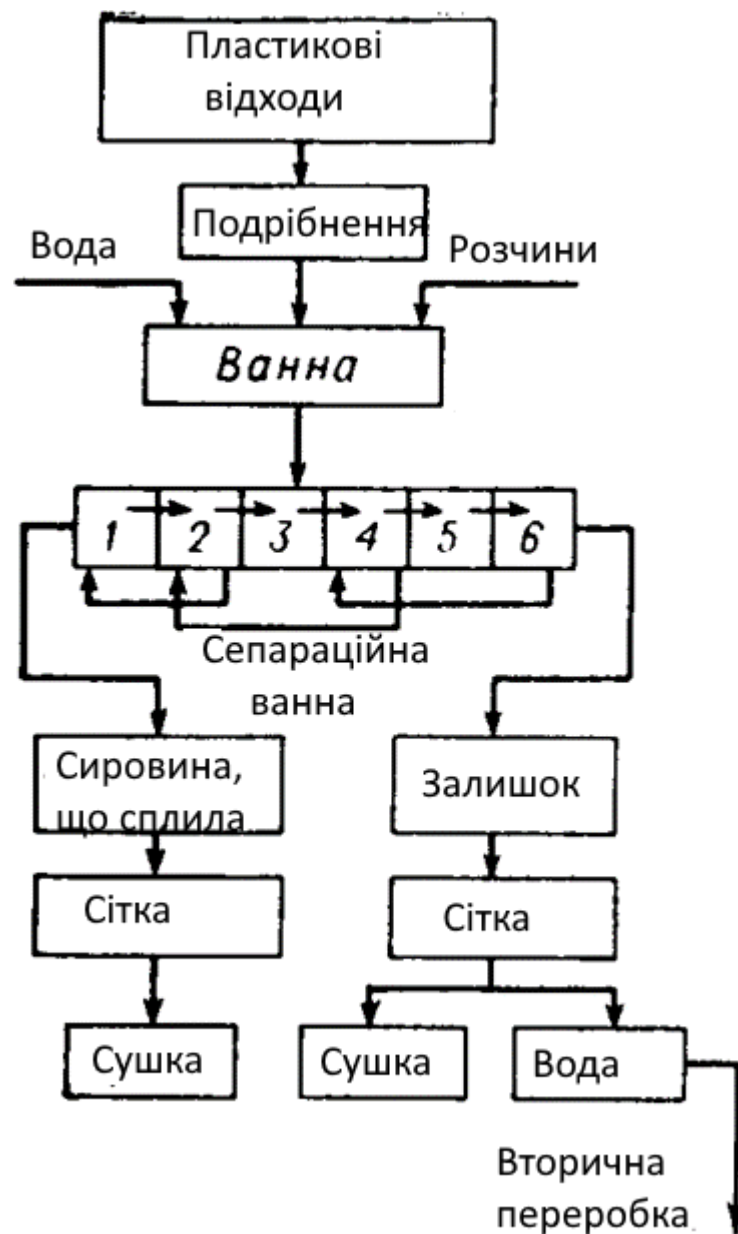 Пластикові
відходи
Подрібнення
Вода
Розчини
Ванна
1 2 3 4 5 6
Сепараційна
ванна
Сировина,
що сплила
Залишок
Сітка
Сітка
Сушка
Сушка
Вода
Вторична
переробка